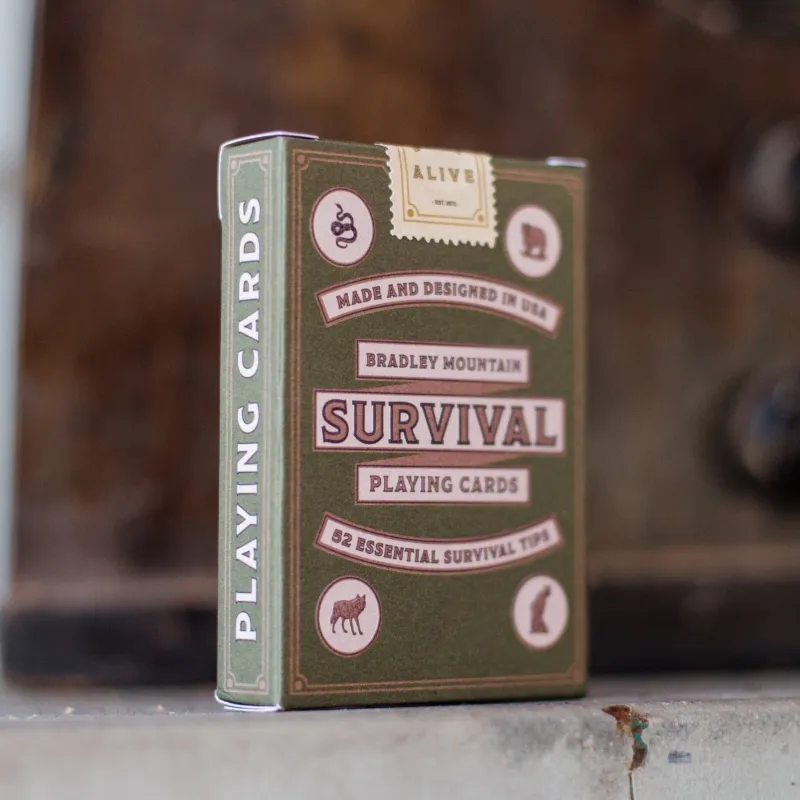 PLAYING CARDS
ALIVE
MADE AND DESIGNED IN USA
BRADLEY MOUNTAIN
SURVIVAL
PLAYING CARDS
52 ESSENTIAL SURVIVAL TIPS